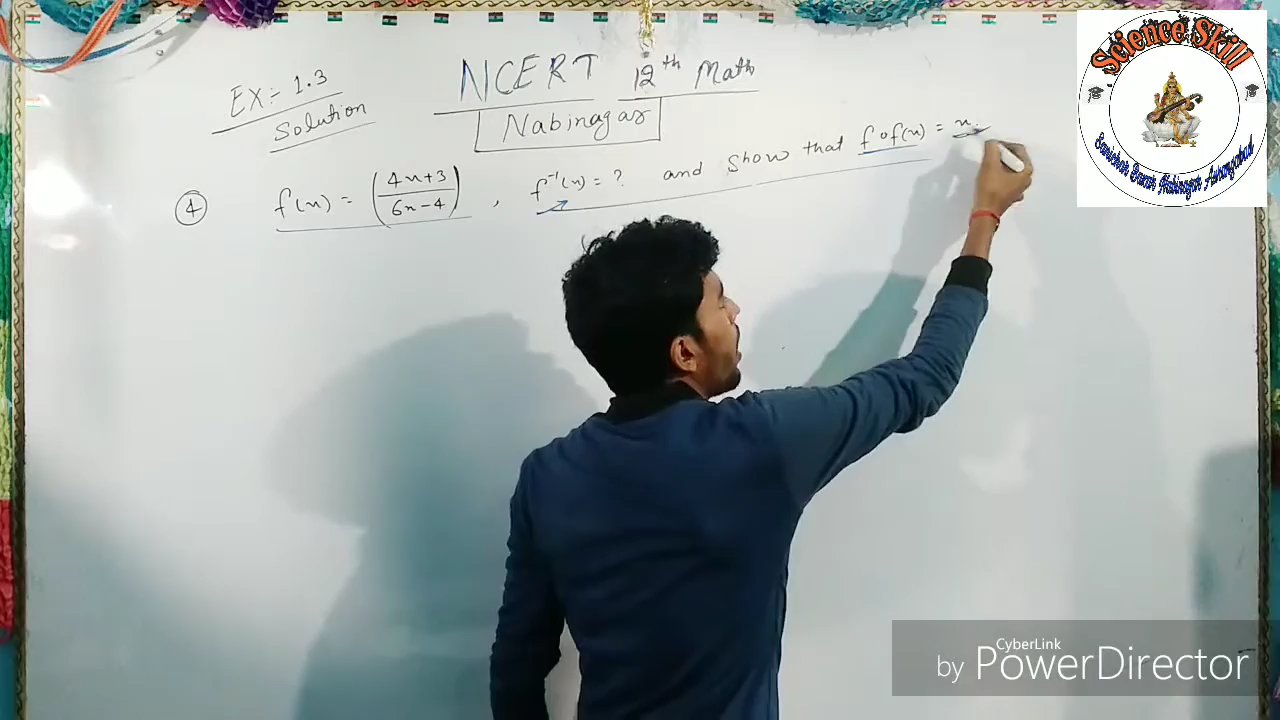 EX:- 1.3
Solution
NCERT 12th Math
Nabinagar
④ f(x) = (4x+3 / 6x-4) , f⁻¹(x) = ? and Show that fof(x) = x.
Science Skill
CyberLink
by PowerDirector